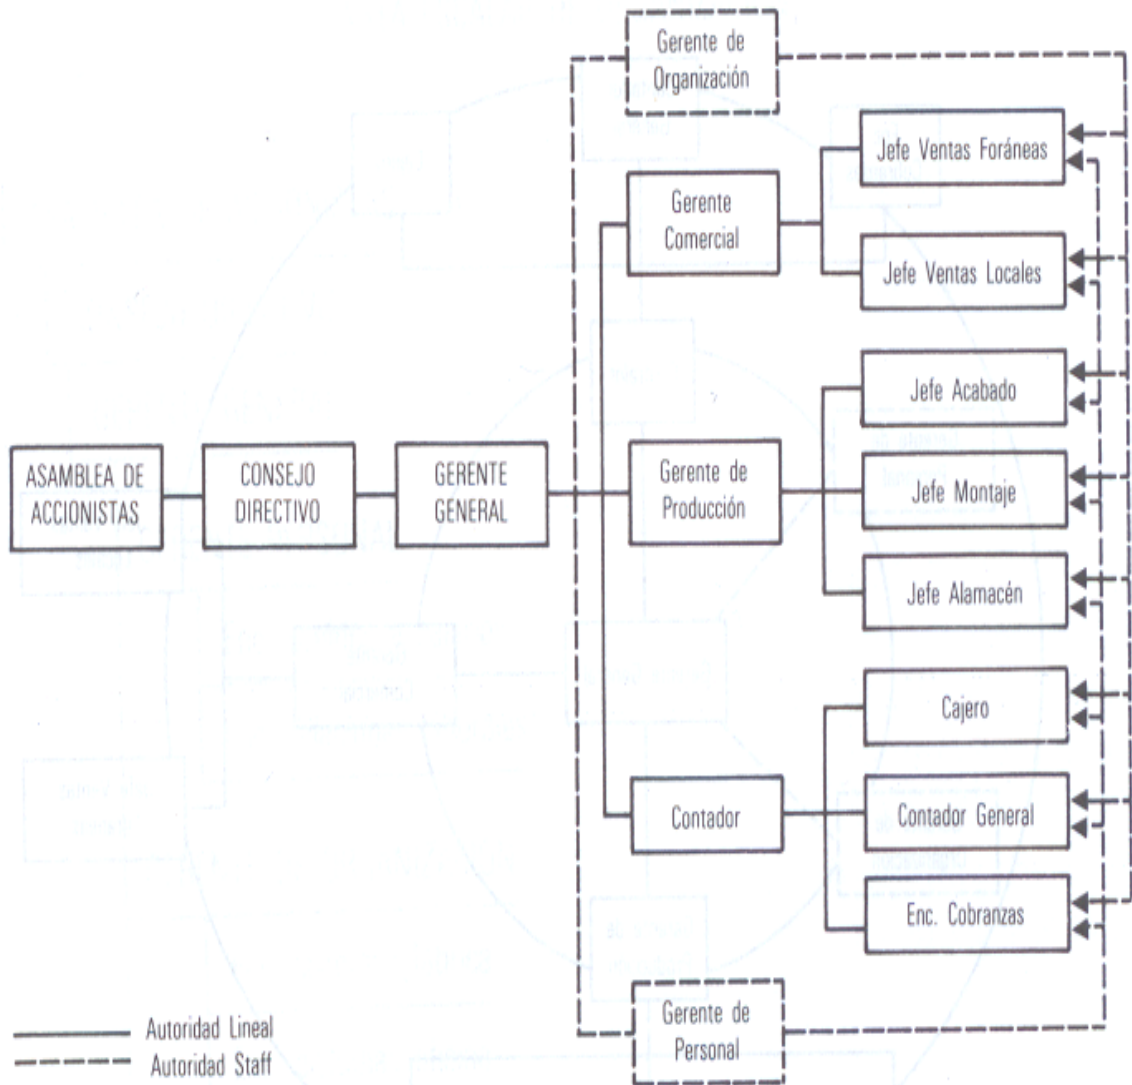 Gerente de
Organización
Jefe Ventas Foráneas
Gerente
Comercial
Jefe Ventas Locales
Jefe Acabado
ASAMBLEA DE
ACCIONISTAS
CONSEJO
DIRECTIVO
GERENTE
GENERAL
Gerente de
Producción
Jefe Montaje
Jefe Alamacén
Cajero
Contador
Contador General
Enc. Cobranzas
Gerente de
Personal
Autoridad Lineal
Autoridad Staff